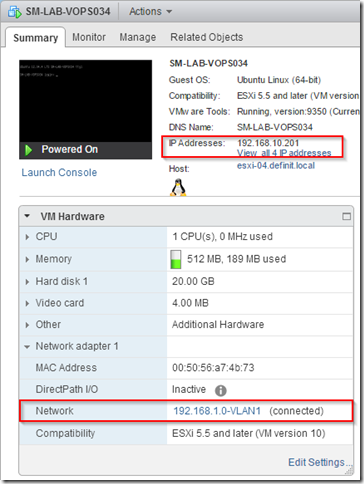 SM-LAB-VOPS034 Actions
Summary Monitor Manage Related Objects
SM-LAB-VOPS034
Guest OS: Ubuntu Linux (64-bit)
Compatibility: ESXi 5.5 and later (VM version
VMware Tools: Running, version:9350 (Curren
DNS Name: SM-LAB-VOPS034
IP Addresses: 192.168.10.201
View all 4 IP addresses
Host: esxi-04.definit.local
Powered On
Launch Console
VM Hardware
CPU 1 CPU(s), 0 MHz used
Memory 512 MB, 189 MB used
Hard disk 1 20.00 GB
Video card 4.00 MB
Other Additional Hardware
Network adapter 1
MAC Address 00:50:56:a7:4b:73
DirectPath I/O Inactive
Network 192.168.1.0-VLAN1 (connected)
Compatibility ESXi 5.5 and later (VM version 10)
Edit Settings...